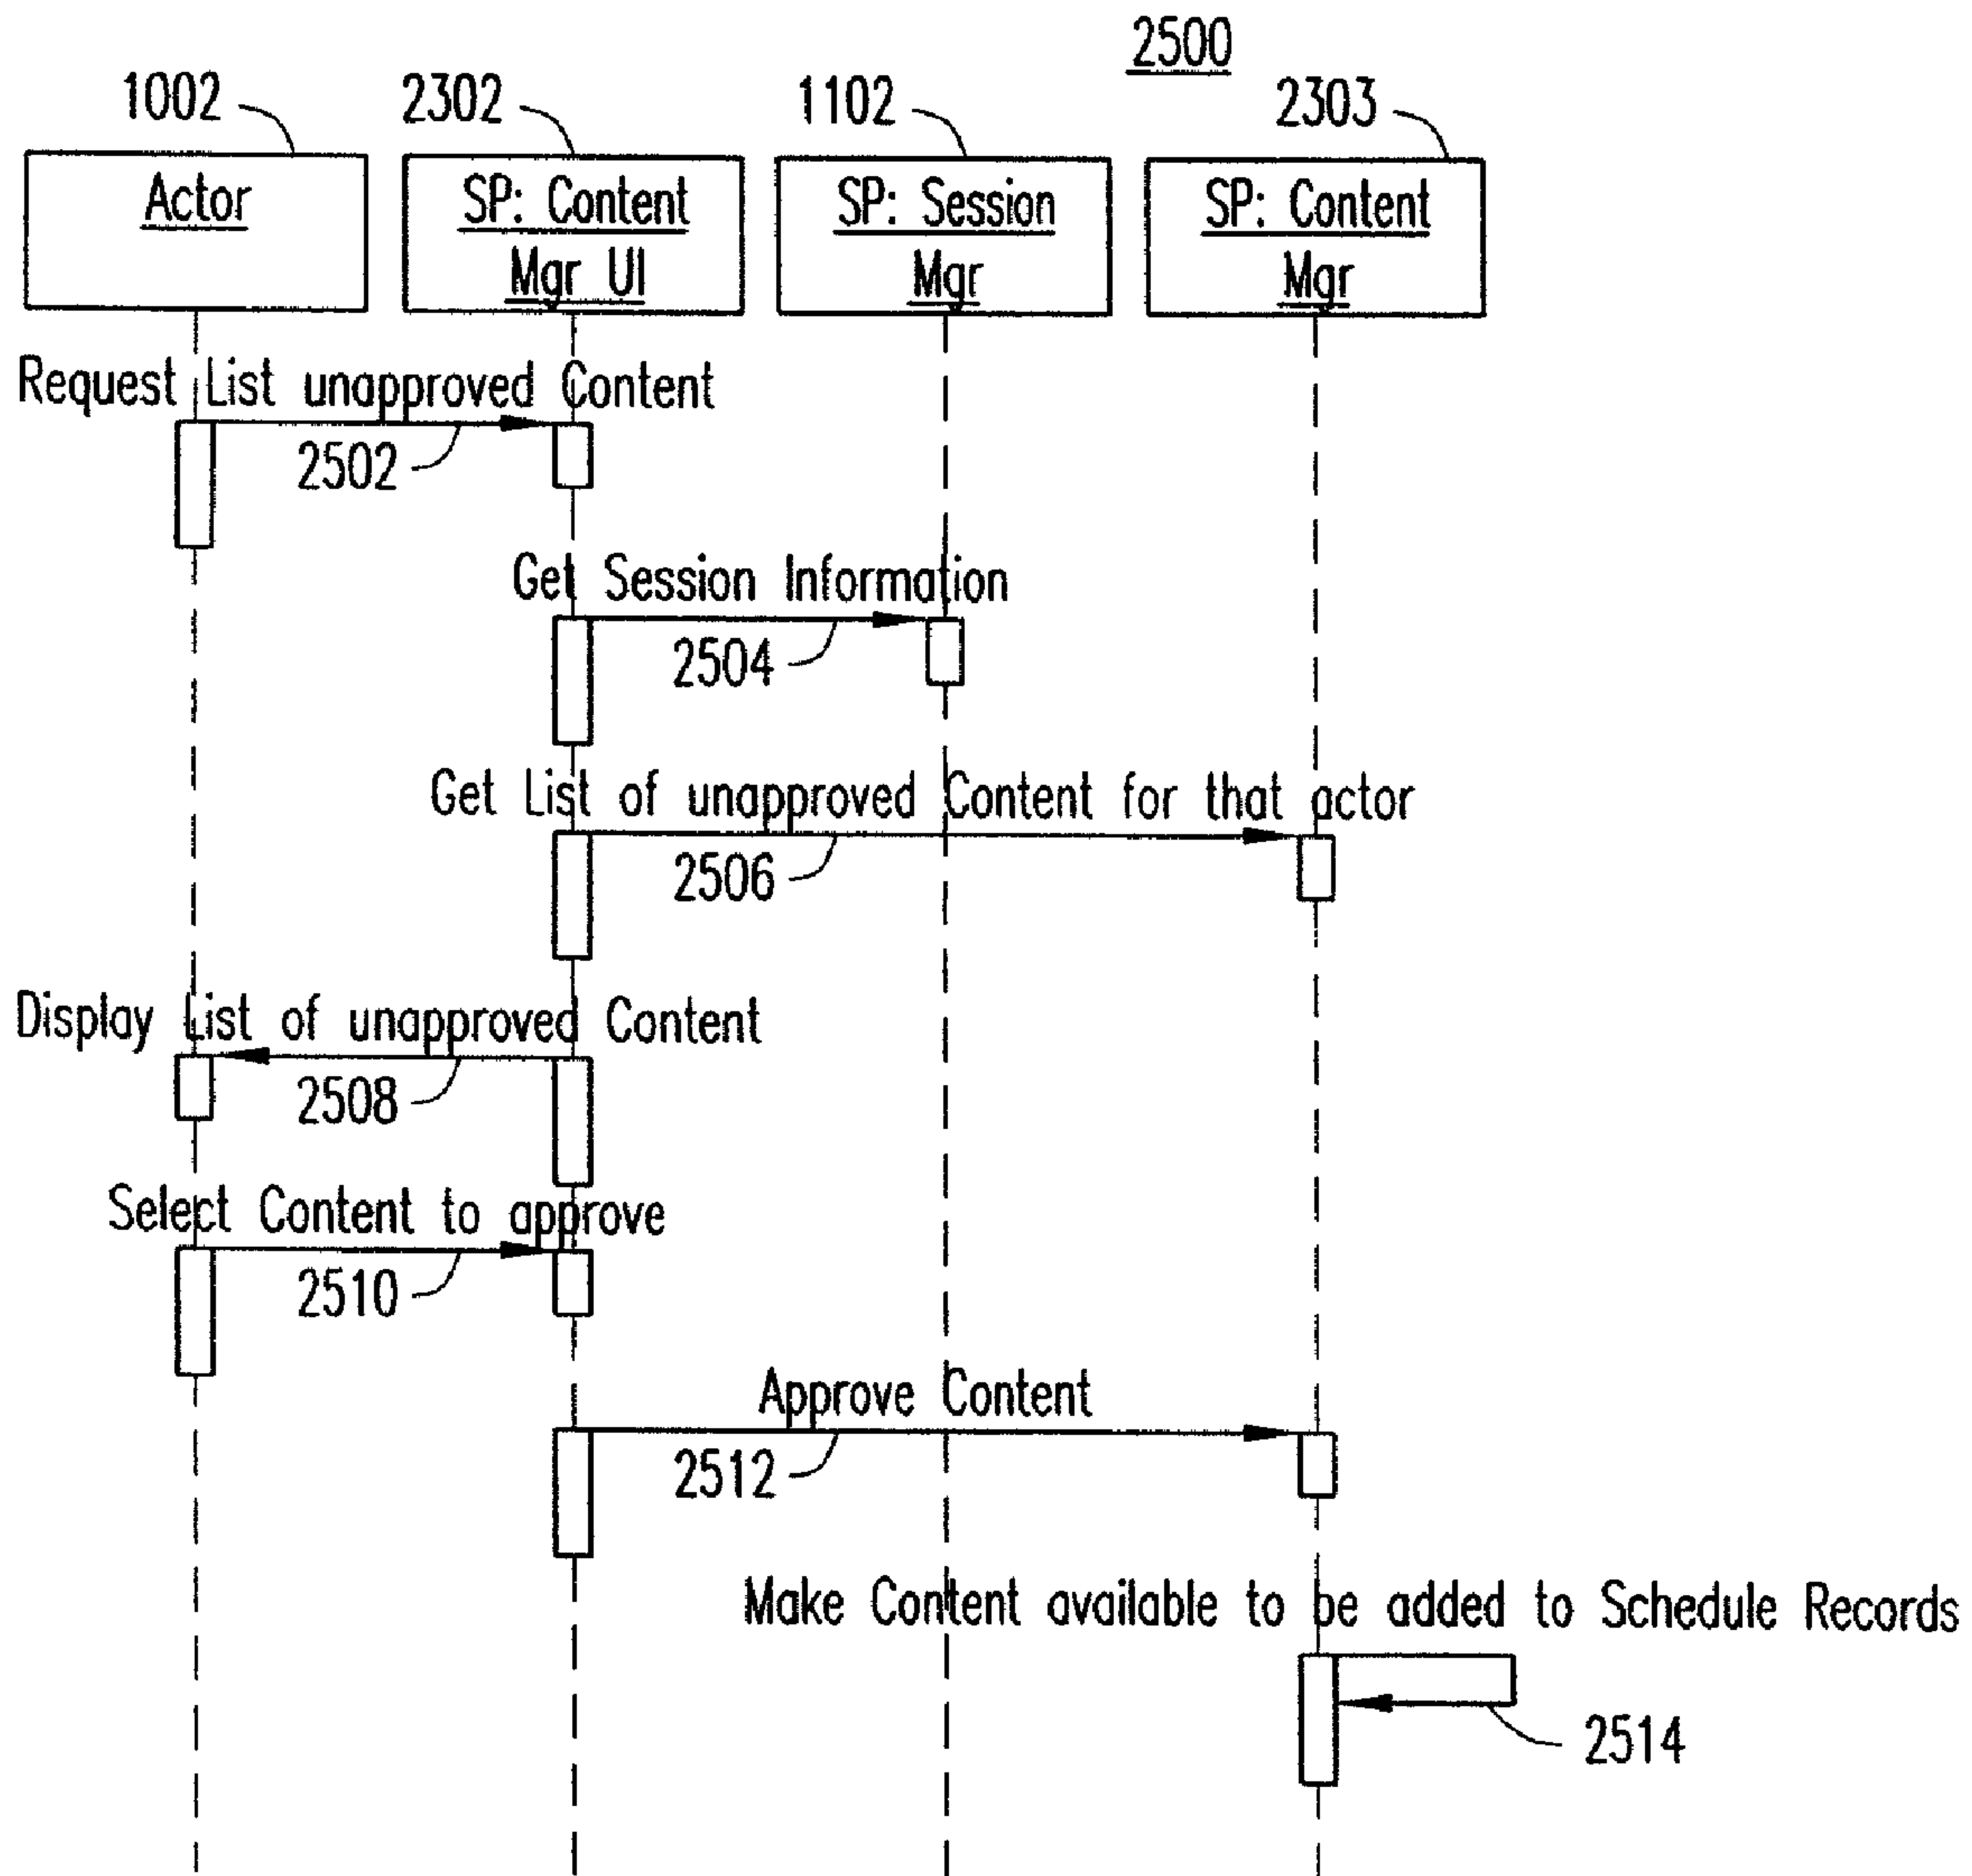 2500
1002
2302
1102
2303
Actor
SP: Content
Mgr UI
SP: Session
Mgr
SP: Content
Mgr
Request List unapproved Content
2502
Get Session Information
2504
Get List of unapproved Content for that actor
2506
Display List of unapproved Content
2508
Select Content to approve
2510
Approve Content
2512
Make Content available to be added to Schedule Records
2514